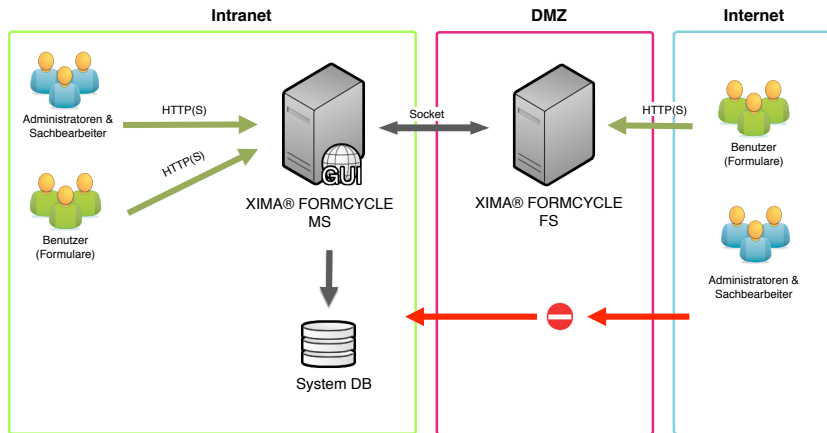 Intranet
DMZ
Internet
Administratoren &
Sachbearbeiter
HTTP(S)
HTTP(S)
Benutzer
(Formulare)
GUI
XIMA® FORMCYCLE
MS
Socket
XIMA® FORMCYCLE
FS
HTTP(S)
Benutzer
(Formulare)
Administratoren &
Sachbearbeiter
System DB